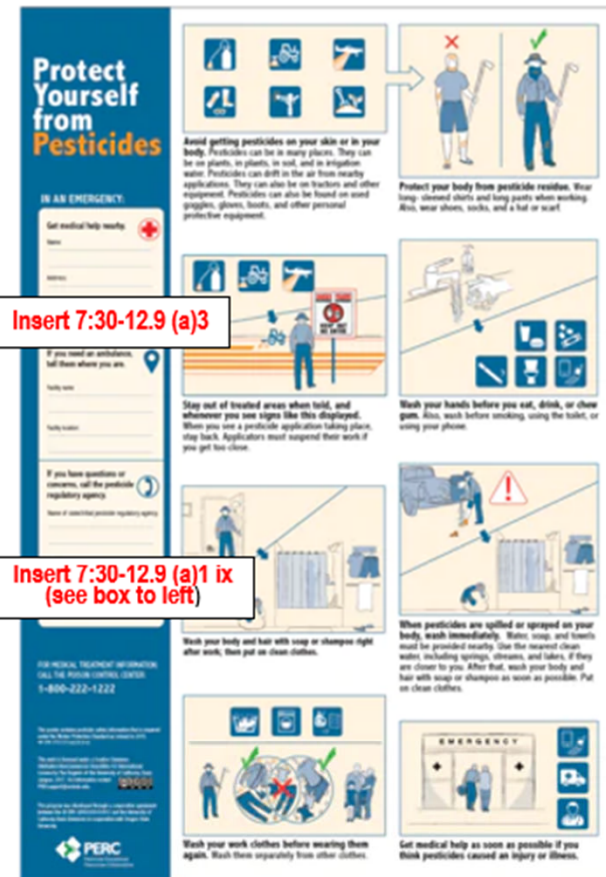 Protect
Yourself
from
Pesticides
IN AN EMERGENCY:
Get medical help nearby.
Name
Address
Insert 7:30-12.9 (a)3
If you need an ambulance,
tell them where you are.
Facility name
Facility location
If you have questions or
concerns, call the pesticide
regulatory agency.
Name of state/tribal pesticide regulatory agency
Insert 7:30-12.9 (a)1 ix
(see box to left)
FOR MEDICAL TREATMENT INFORMATION
CALL THE POISON CONTROL CENTER:
1-800-222-1222
PERC
Avoid getting pesticides on your skin or in your
body. Pesticides can be in many places. They can
be on plants, in plants, in soil, and in irrigation
water. Pesticides can drift in the air from nearby
applications. They can also be on tractors and other
equipment. Pesticides can also be found on used
goggles, gloves, boots, and other personal
protective equipment.
Protect your body from pesticide residue. Wear
long- sleeved shirts and long pants when working.
Also, wear shoes, socks, and a hat or scarf.
Stay out of treated areas when told, and
whenever you see signs like this displayed.
When you see a pesticide application taking place,
stay back. Applicators must suspend their work if
you get too close.
Wash your hands before you eat, drink, or chew
gum. Also, wash before smoking, using the toilet, or
using your phone.
Wash your body and hair with soap or shampoo right
after work; then put on clean clothes.
When pesticides are spilled or sprayed on your
body, wash immediately. Water, soap, and towels
must be provided nearby. Use the nearest clean
water, including springs, streams, and lakes, if they
are closer to you. After that, wash your body and
hair with soap or shampoo as soon as possible. Put
on clean clothes.
Wash your work clothes before wearing them
again. Wash them separately from other clothes.
EMERGENCY
Get medical help as soon as possible if you
think pesticides caused an injury or illness.